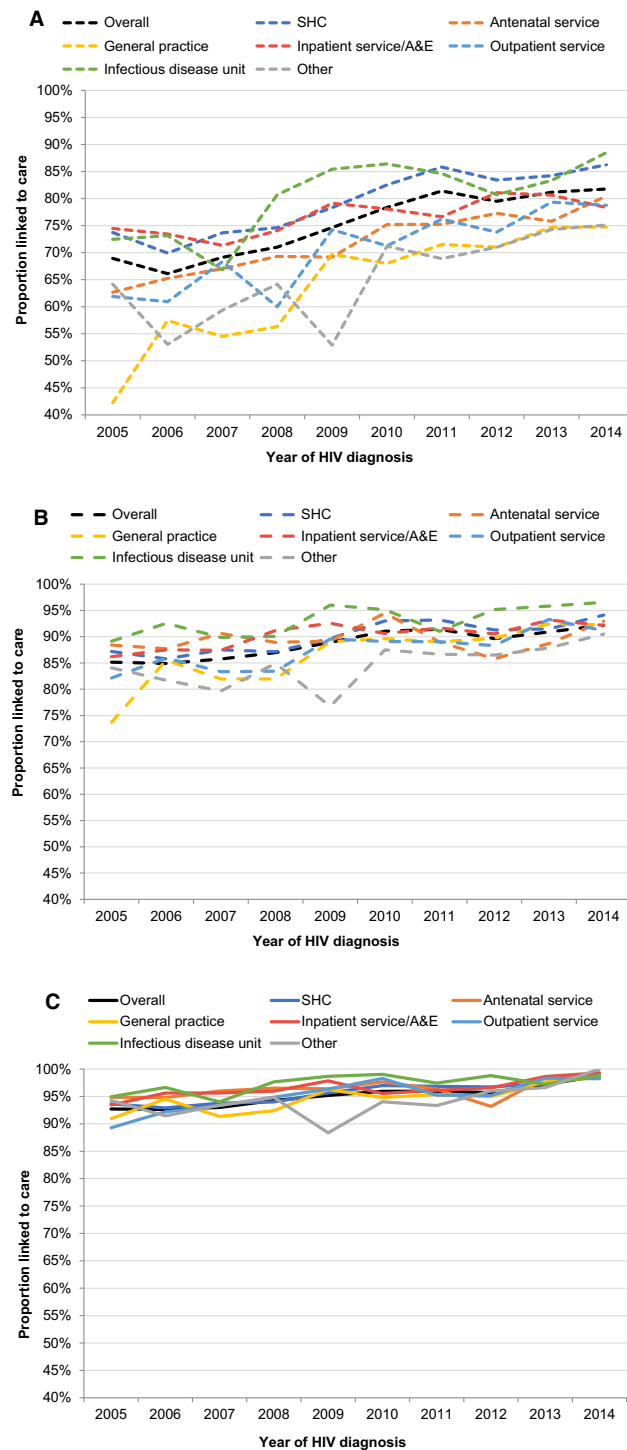 A
Overall SHC Antenatal service
General practice Inpatient service/A&E Outpatient service
Infectious disease unit Other
100%
95%
90%
85%
80%
75%
70%
65%
60%
55%
50%
45%
40%
Proportion linked to care
2005 2006 2007 2008 2009 2010 2011 2012 2013 2014
Year of HIV diagnosis
B
Overall SHC Antenatal service
General practice Inpatient service/A&E Outpatient service
Infectious disease unit Other
100%
95%
90%
85%
80%
75%
70%
65%
60%
55%
50%
45%
40%
Proportion linked to care
2005 2006 2007 2008 2009 2010 2011 2012 2013 2014
Year of HIV diagnosis
C
Overall SHC Antenatal service
General practice Inpatient service/A&E Outpatient service
Infectious disease unit Other
100%
95%
90%
85%
80%
75%
70%
65%
60%
55%
50%
45%
40%
Proportion linked to care
2005 2006 2007 2008 2009 2010 2011 2012 2013 2014
Year of HIV diagnosis